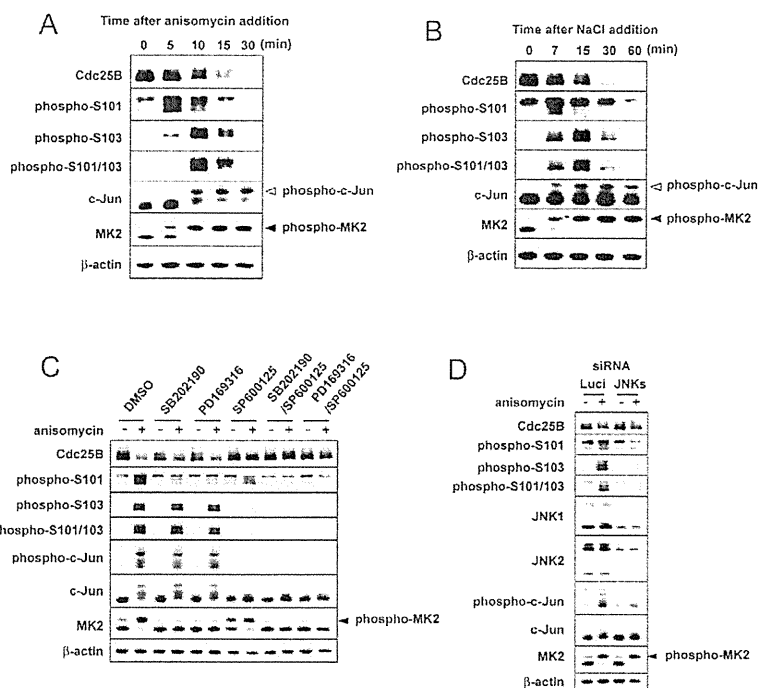 A
Time after anisomycin addition
0 5 10 15 30 (min)
Cdc25B
phospho-S101
phospho-S103
phospho-S101/103
c-Jun
phospho-c-Jun
MK2
phospho-MK2
β-actin
B
Time after NaCl addition
0 7 15 30 60 (min)
Cdc25B
phospho-S101
phospho-S103
phospho-S101/103
c-Jun
phospho-c-Jun
MK2
phospho-MK2
β-actin
C
DMSO
SB202190
PD169316
SP600125
SB202190
/SP600125
PD169316
/SP600125
anisomycin - + - + - + - + - + - +
Cdc25B
phospho-S101
phospho-S103
hospho-S101/103
phospho-c-Jun
c-Jun
MK2
phospho-MK2
β-actin
D
siRNA
Luci JNKs
anisomycin - + - +
Cdc25B
phospho-S101
phospho-S103
phospho-S101/103
JNK1
JNK2
phospho-c-Jun
c-Jun
MK2
phospho-MK2
β-actin